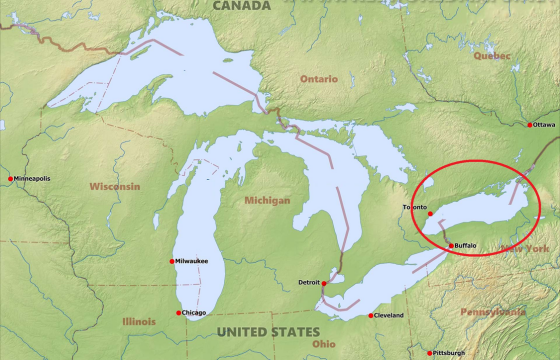 CANADA
Quebec
Ontario
Ottawa
Minneapolis
Wisconsin
Michigan
Toronto
Buffalo
New York
Milwaukee
Detroit
Chicago
Cleveland
Pennsylvania
Illinois
UNITED STATES
Ohio
Pittsburgh